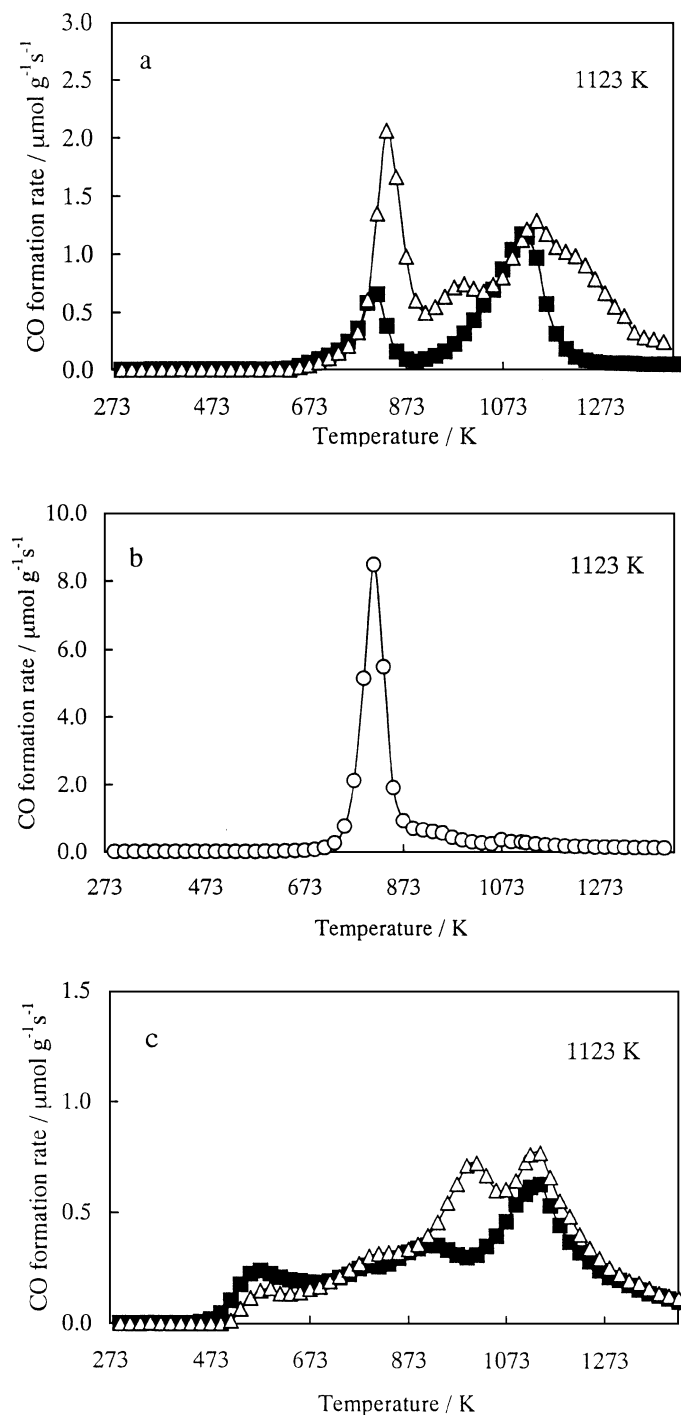 3.0
a
1123 K
2.5
2.0
1.5
1.0
0.5
0.0
CO formation rate / μmol g⁻¹s⁻¹
273 473 673 873 1073 1273
Temperature / K
10.0
b
1123 K
8.0
6.0
4.0
2.0
0.0
CO formation rate / μmol g⁻¹s⁻¹
273 473 673 873 1073 1273
Temperature / K
1.5
c
1123 K
1.0
0.5
0.0
CO formation rate / μmol g⁻¹s⁻¹
273 473 673 873 1073 1273
Temperature / K